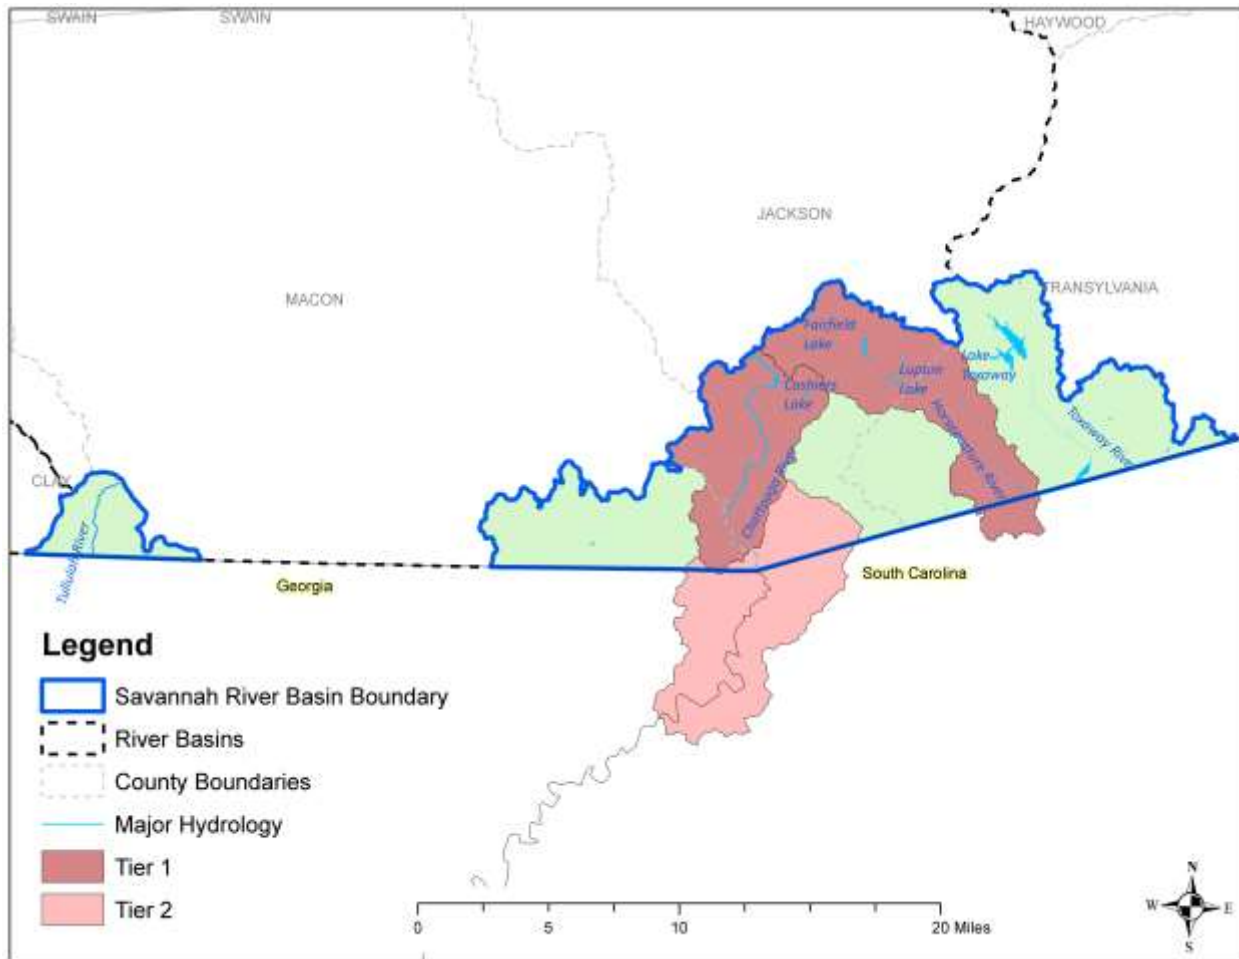 SWAIN
SWAIN
HAYWOOD
JACKSON
MACON
TRANSYLVANIA
Fairfield
Lake
Lupton
Lake
Lake
Toxaway
Cashiers
Lake
Horsepasture River
Toxaway River
Chattooga River
CLAY
Tullulah River
Georgia
South Carolina
Legend
Savannah River Basin Boundary
River Basins
County Boundaries
Major Hydrology
Tier 1
Tier 2
0 5 10 20 Miles
N
W E
S